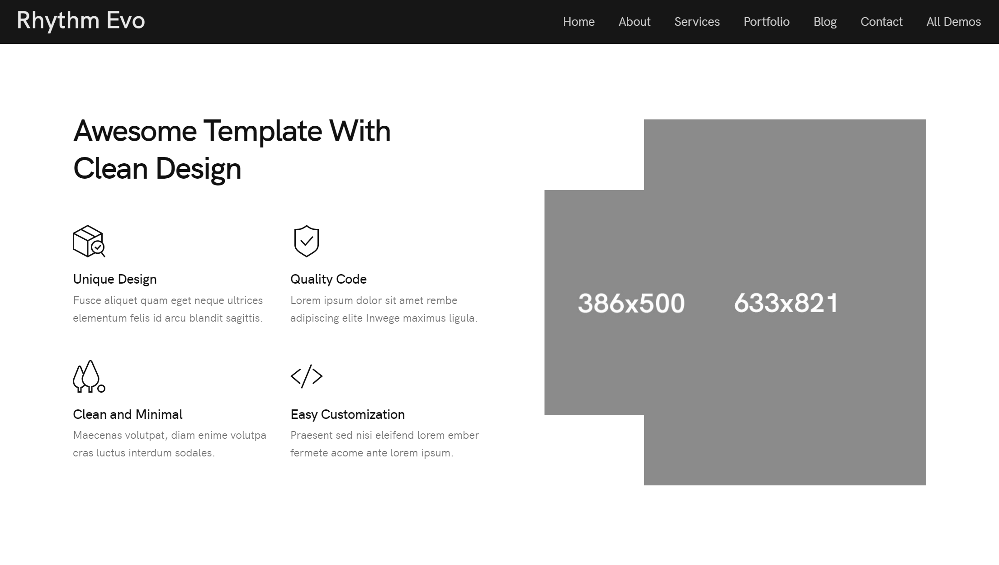 Rhythm Evo
Home About Services Portfolio Blog Contact All Demos
Awesome Template With
Clean Design
Unique Design
Fusce aliquet quam eget neque ultrices
elementum felis id arcu blandit sagittis.
Quality Code
Lorem ipsum dolor sit amet rembe
adipiscing elite Inwege maximus ligula.
Clean and Minimal
Maecenas volutpat, diam enime volutpa
cras luctus interdum sodales.
Easy Customization
Praesent sed nisi eleifend lorem ember
fermete acome ante lorem ipsum.
386x500
633x821